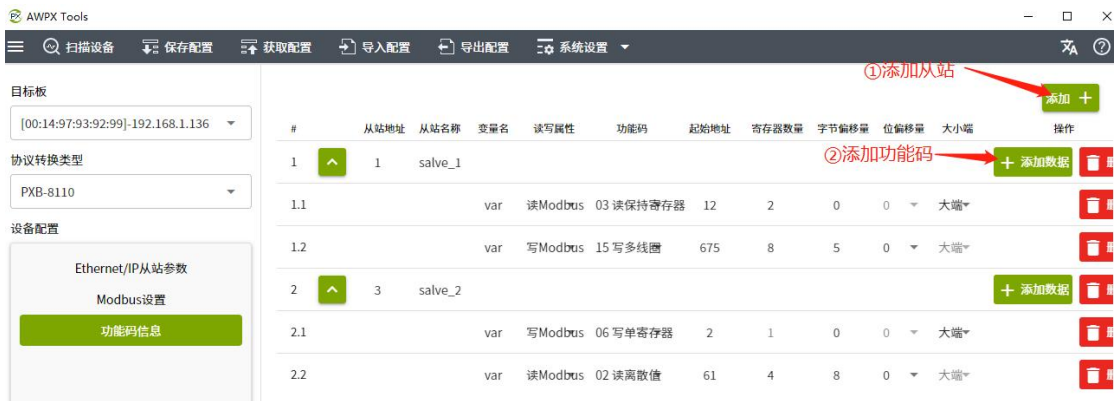 AWPX Tools
扫描设备 保存配置 获取配置 导入配置 导出配置 系统设置
①添加从站
目标板 添加 +
[00:14:97:93:92:99]-192.168.1.136
# 从站地址 从站名称 变量名 读写属性 功能码 起始地址 寄存器数量 字节偏移量 位偏移量 大小端 操作
协议转换类型 ②添加功能码
1 1 salve_1 + 添加数据
PXB-8110
1.1 var 读Modbus 03 读保持寄存器 12 2 0 0 大端
设备配置
1.2 var 写Modbus 15 写多线圈 675 8 5 0 大端
Ethernet/IP从站参数
Modbus设置
2 3 salve_2 + 添加数据
功能码信息
2.1 var 写Modbus 06 写单寄存器 2 1 0 0 大端
2.2 var 读Modbus 02 读离散值 61 4 8 0 大端